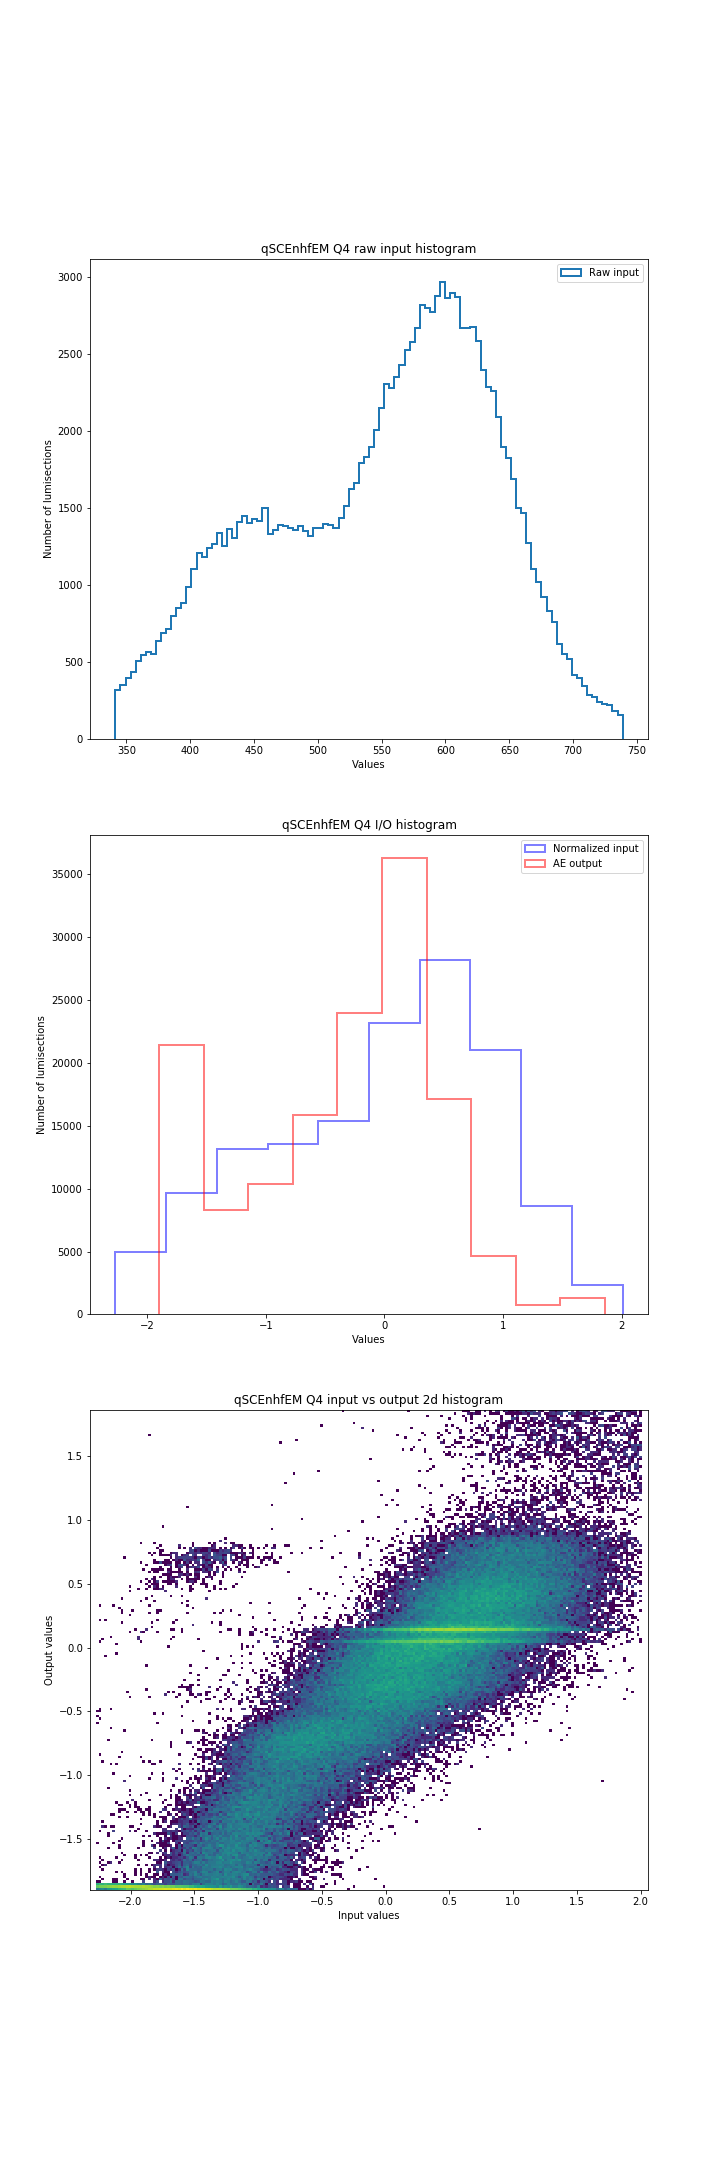 qSCEnhfEM Q4 raw input histogram
Raw input
3000
2500
2000
1500
1000
500
0
Number of lumisections
350 400 450 500 550 600 650 700 750
Values
qSCEnhfEM Q4 I/O histogram
Normalized input
AE output
35000
30000
25000
20000
15000
10000
5000
0
Number of lumisections
−2 −1 0 1 2
Values
qSCEnhfEM Q4 input vs output 2d histogram
1.5
1.0
0.5
0.0
−0.5
−1.0
−1.5
Output values
−2.0 −1.5 −1.0 −0.5 0.0 0.5 1.0 1.5 2.0
Input values